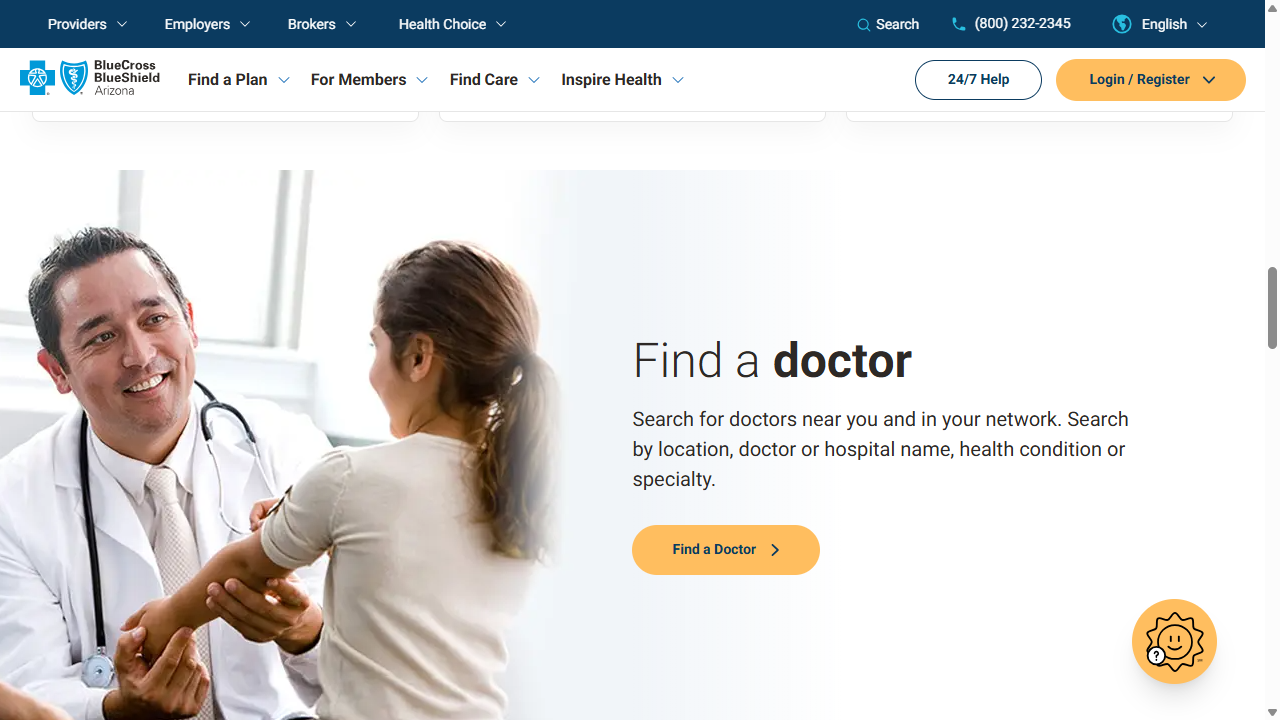 Providers
Employers
Brokers
Health Choice
Search
(800) 232-2345
English
BlueCross
BlueShield
Arizona
Find a Plan
For Members
Find Care
Inspire Health
24/7 Help
Login / Register
Find a doctor
Search for doctors near you and in your network. Search
by location, doctor or hospital name, health condition or
specialty.
Find a Doctor
?